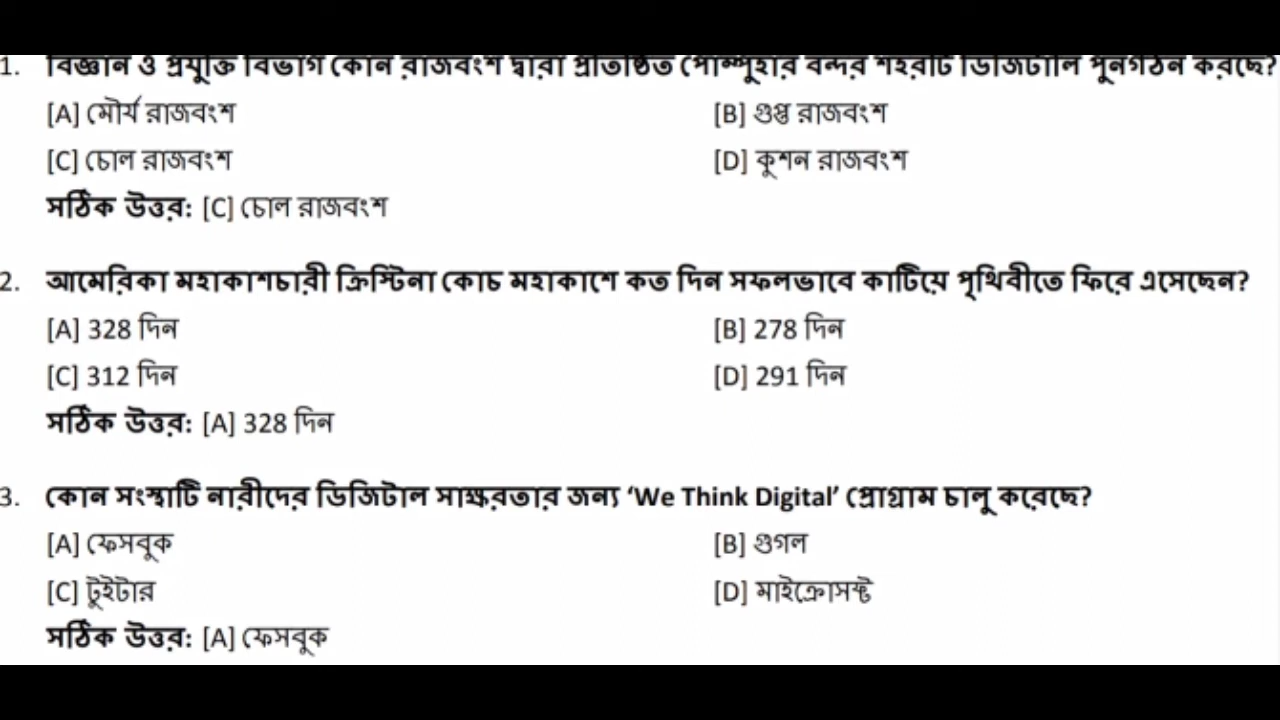 1. বিজ্ঞান ও প্রযুক্তি বিভাগ কোন রাজবংশ দ্বারা প্রতিষ্ঠিত পোম্পুহার বন্দর শহরটি ডিজিটালি পুনর্গঠন করছে?
[A] মৌর্য রাজবংশ [B] গুপ্ত রাজবংশ
[C] চোল রাজবংশ [D] কুশন রাজবংশ
সঠিক উত্তর: [C] চোল রাজবংশ
2. আমেরিকা মহাকাশচারী ক্রিস্টিনা কোচ মহাকাশে কত দিন সফলভাবে কাটিয়ে পৃথিবীতে ফিরে এসেছেন?
[A] 328 দিন [B] 278 দিন
[C] 312 দিন [D] 291 দিন
সঠিক উত্তর: [A] 328 দিন
3. কোন সংস্থাটি নারীদের ডিজিটাল সাক্ষরতার জন্য ‘We Think Digital’ প্রোগ্রাম চালু করেছে?
[A] ফেসবুক [B] গুগল
[C] টুইটার [D] মাইক্রোসফ্ট
সঠিক উত্তর: [A] ফেসবুক